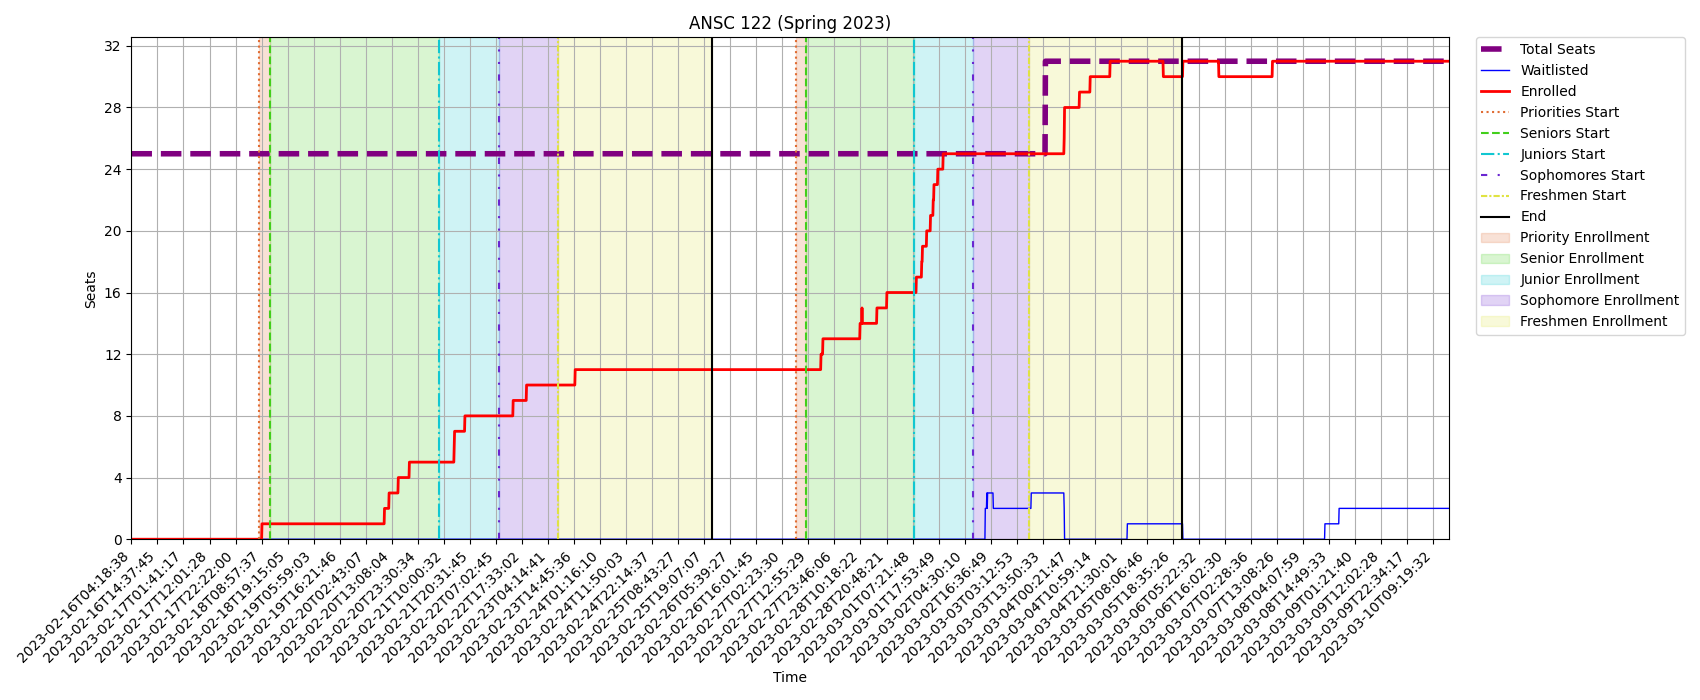 ANSC 122 (Spring 2023)
32
28
24
20
16
12
8
4
0
Seats
Total Seats
Waitlisted
Enrolled
Priorities Start
Seniors Start
Juniors Start
Sophomores Start
Freshmen Start
End
Priority Enrollment
Senior Enrollment
Junior Enrollment
Sophomore Enrollment
Freshmen Enrollment
2023-02-16T04:18:38
2023-02-16T14:37:45
2023-02-17T01:41:17
2023-02-17T12:01:28
2023-02-17T22:22:00
2023-02-18T08:57:37
2023-02-18T19:15:05
2023-02-19T05:59:03
2023-02-19T16:21:46
2023-02-20T02:43:07
2023-02-20T13:08:04
2023-02-20T23:30:34
2023-02-21T10:00:32
2023-02-21T20:31:45
2023-02-22T07:02:45
2023-02-22T17:33:02
2023-02-23T04:14:41
2023-02-23T14:45:36
2023-02-24T01:16:10
2023-02-24T11:50:03
2023-02-24T22:14:37
2023-02-25T08:43:27
2023-02-25T19:07:07
2023-02-26T05:39:27
2023-02-26T16:01:45
2023-02-27T02:23:30
2023-02-27T12:55:29
2023-02-27T23:46:06
2023-02-28T10:18:22
2023-02-28T20:48:21
2023-03-01T07:21:48
2023-03-01T17:53:49
2023-03-02T04:30:16
2023-03-02T16:36:49
2023-03-03T03:12:53
2023-03-03T13:50:33
2023-03-04T00:21:47
2023-03-04T10:59:14
2023-03-04T21:30:01
2023-03-05T08:06:46
2023-03-05T18:35:26
2023-03-06T05:22:32
2023-03-06T16:02:30
2023-03-07T02:28:36
2023-03-07T13:08:26
2023-03-08T04:07:59
2023-03-08T14:49:33
2023-03-09T01:21:40
2023-03-09T12:02:28
2023-03-09T22:34:17
2023-03-10T09:19:32
Time